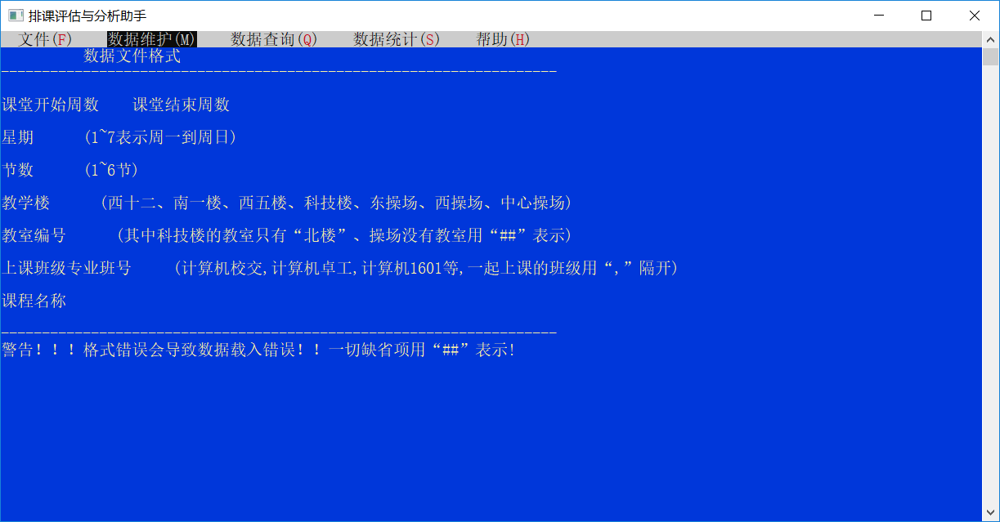 排课评估与分析助手
文件(F) 数据维护(M) 数据查询(Q) 数据统计(S) 帮助(H)
数据文件格式
--------------------------------------------------------------------
课堂开始周数 课堂结束周数
星期 (1~7表示周一到周日)
节数 (1~6节)
教学楼 (西十二、南一楼、西五楼、科技楼、东操场、西操场、中心操场)
教室编号 (其中科技楼的教室只有“北楼”、操场没有教室用“##”表示)
上课班级专业班号 (计算机校交,计算机卓工,计算机1601等,一起上课的班级用“,”隔开)
课程名称
--------------------------------------------------------------------
警告!!!格式错误会导致数据载入错误!!一切缺省项用“##”表示!